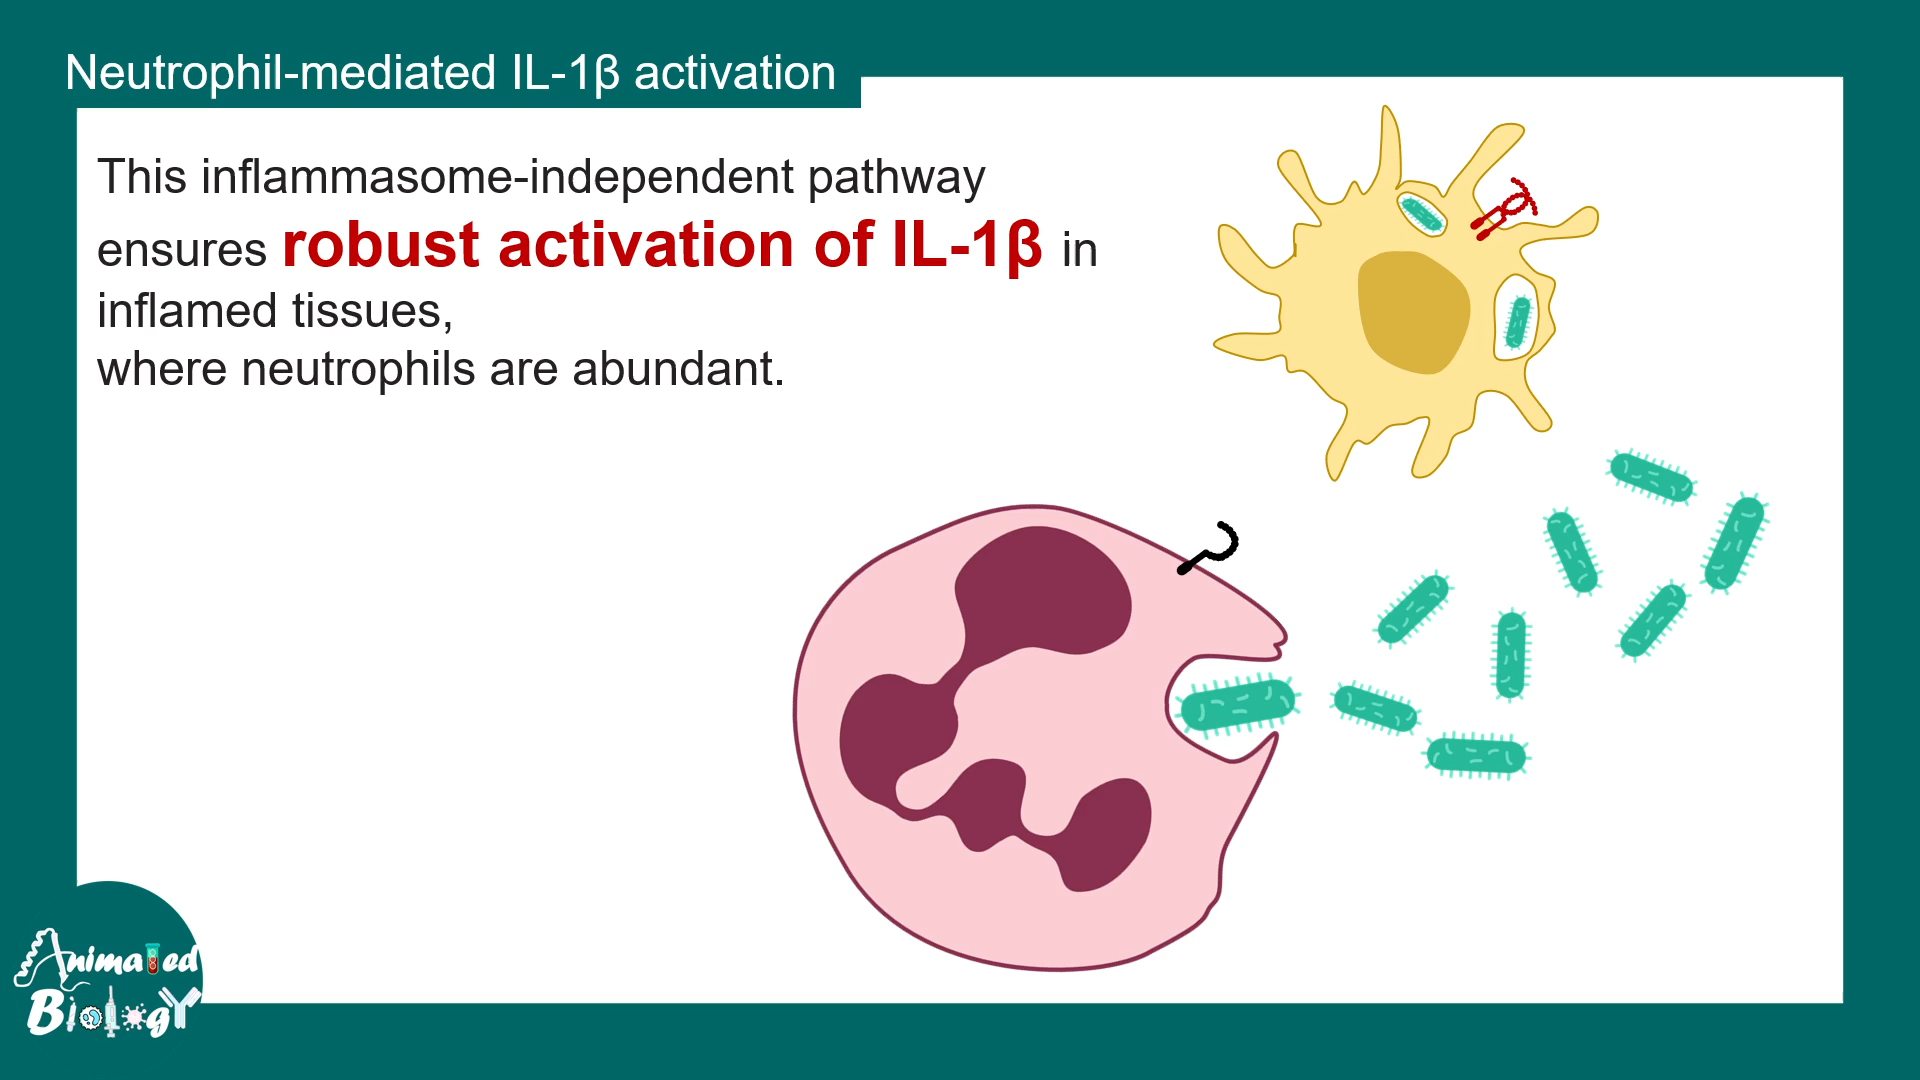 Neutrophil-mediated IL-1β activation
This inflammasome-independent pathway
ensures robust activation of IL-1β in
inflamed tissues,
where neutrophils are abundant.
Animated
Biology